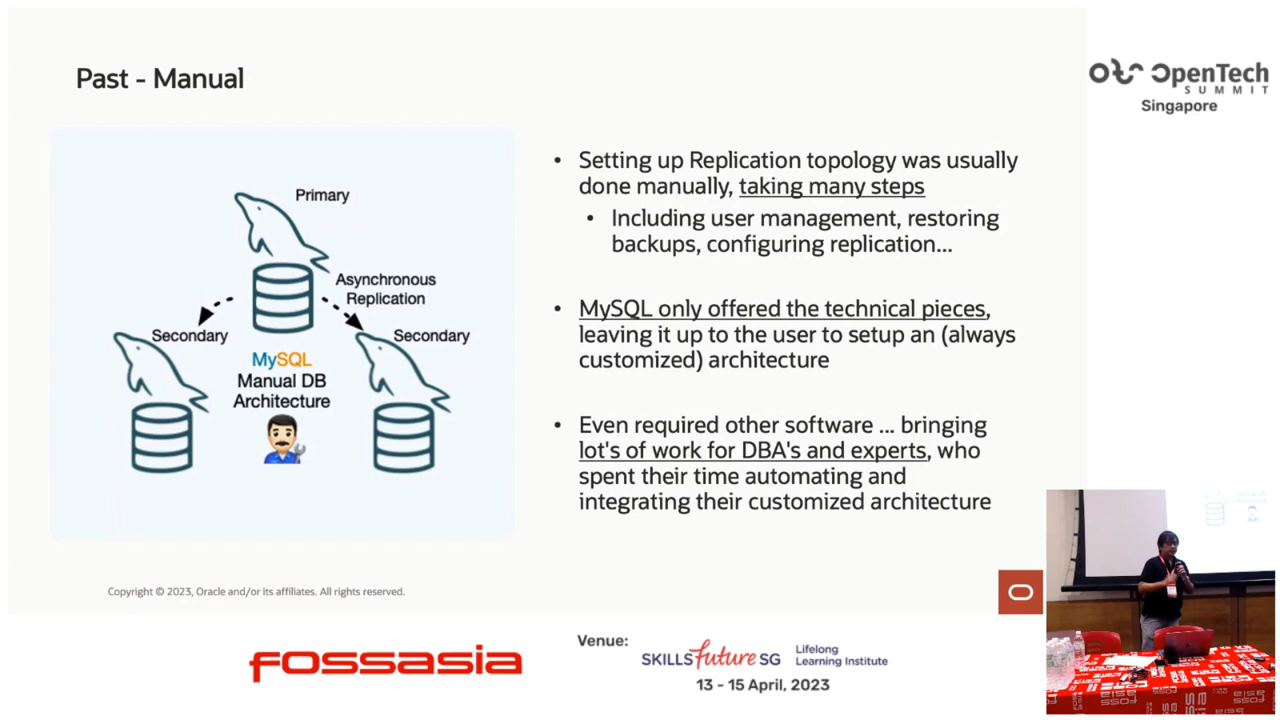 Past - Manual
OpenTech
SUMMIT
Singapore
Primary
Asynchronous
Replication
Secondary
Secondary
MySQL
Manual DB
Architecture
• Setting up Replication topology was usually
done manually, taking many steps
• Including user management, restoring
backups, configuring replication...
• MySQL only offered the technical pieces,
leaving it up to the user to setup an (always
customized) architecture
• Even required other software ... bringing
lot's of work for DBA's and experts, who
spent their time automating and
integrating their customized architecture
Copyright © 2023, Oracle and/or its affiliates. All rights reserved.
fossasia
Venue:
SKILLS future SG
Lifelong
Learning Institute
13 - 15 April, 2023